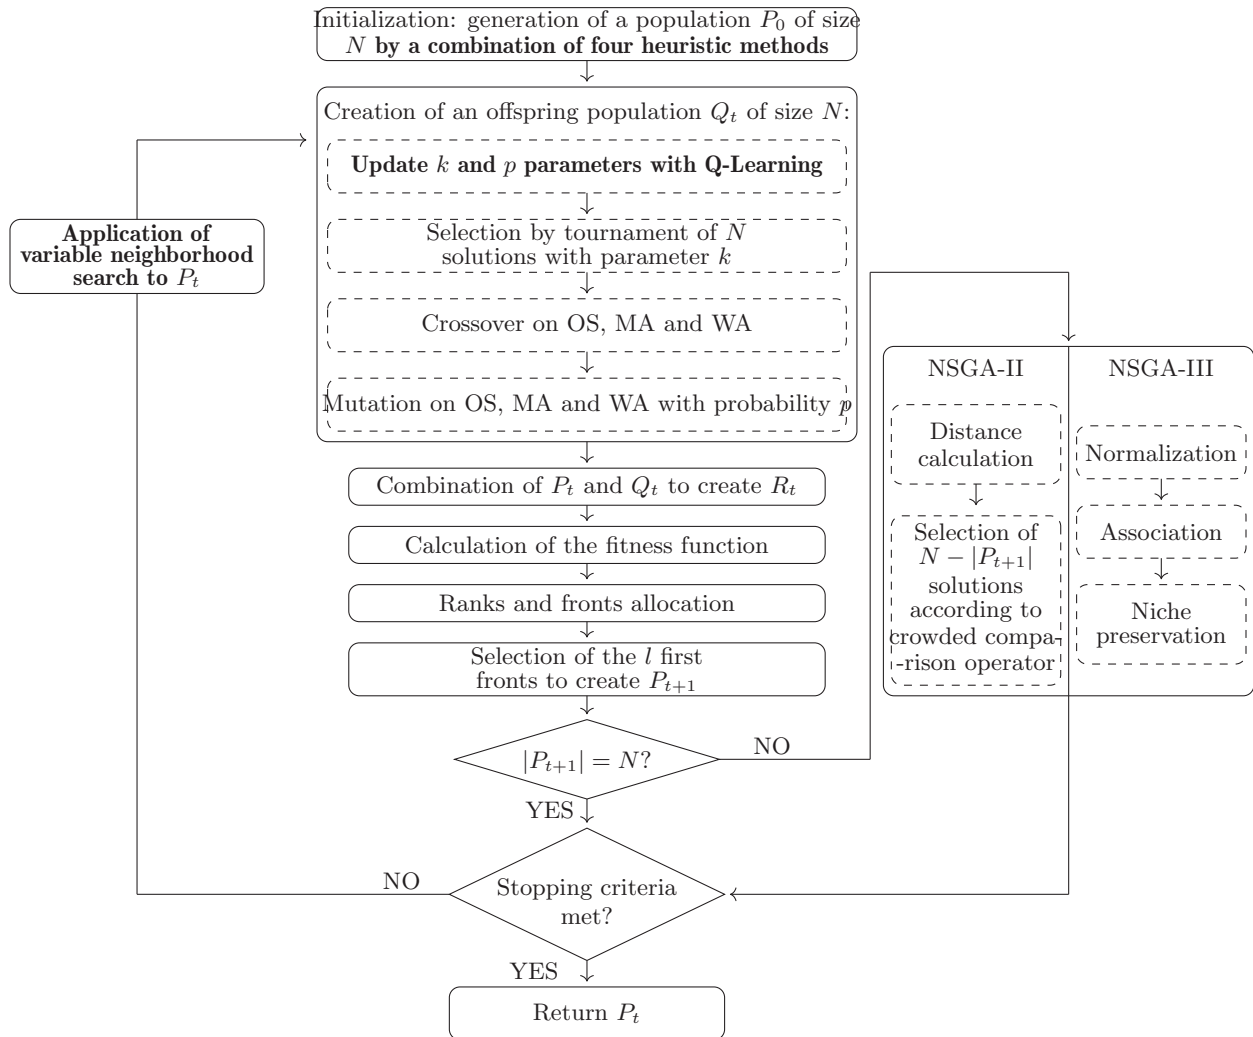 Initialization: generation of a population P₀ of size
N by a combination of four heuristic methods
Creation of an offspring population Qₜ of size N:
Update k and p parameters with Q-Learning
Selection by tournament of N
solutions with parameter k
Crossover on OS, MA and WA
Mutation on OS, MA and WA with probability p
Application of
variable neighborhood
search to Pₜ
Combination of Pₜ and Qₜ to create Rₜ
Calculation of the fitness function
Ranks and fronts allocation
Selection of the l first
fronts to create Pₜ₊₁
|Pₜ₊₁| = N?
NO
YES
NSGA-II
Distance
calculation
Selection of
N − |Pₜ₊₁|
solutions
according to
crowded compa-
-rison operator
NSGA-III
Normalization
Association
Niche
preservation
Stopping criteria
met?
NO
YES
Return Pₜ